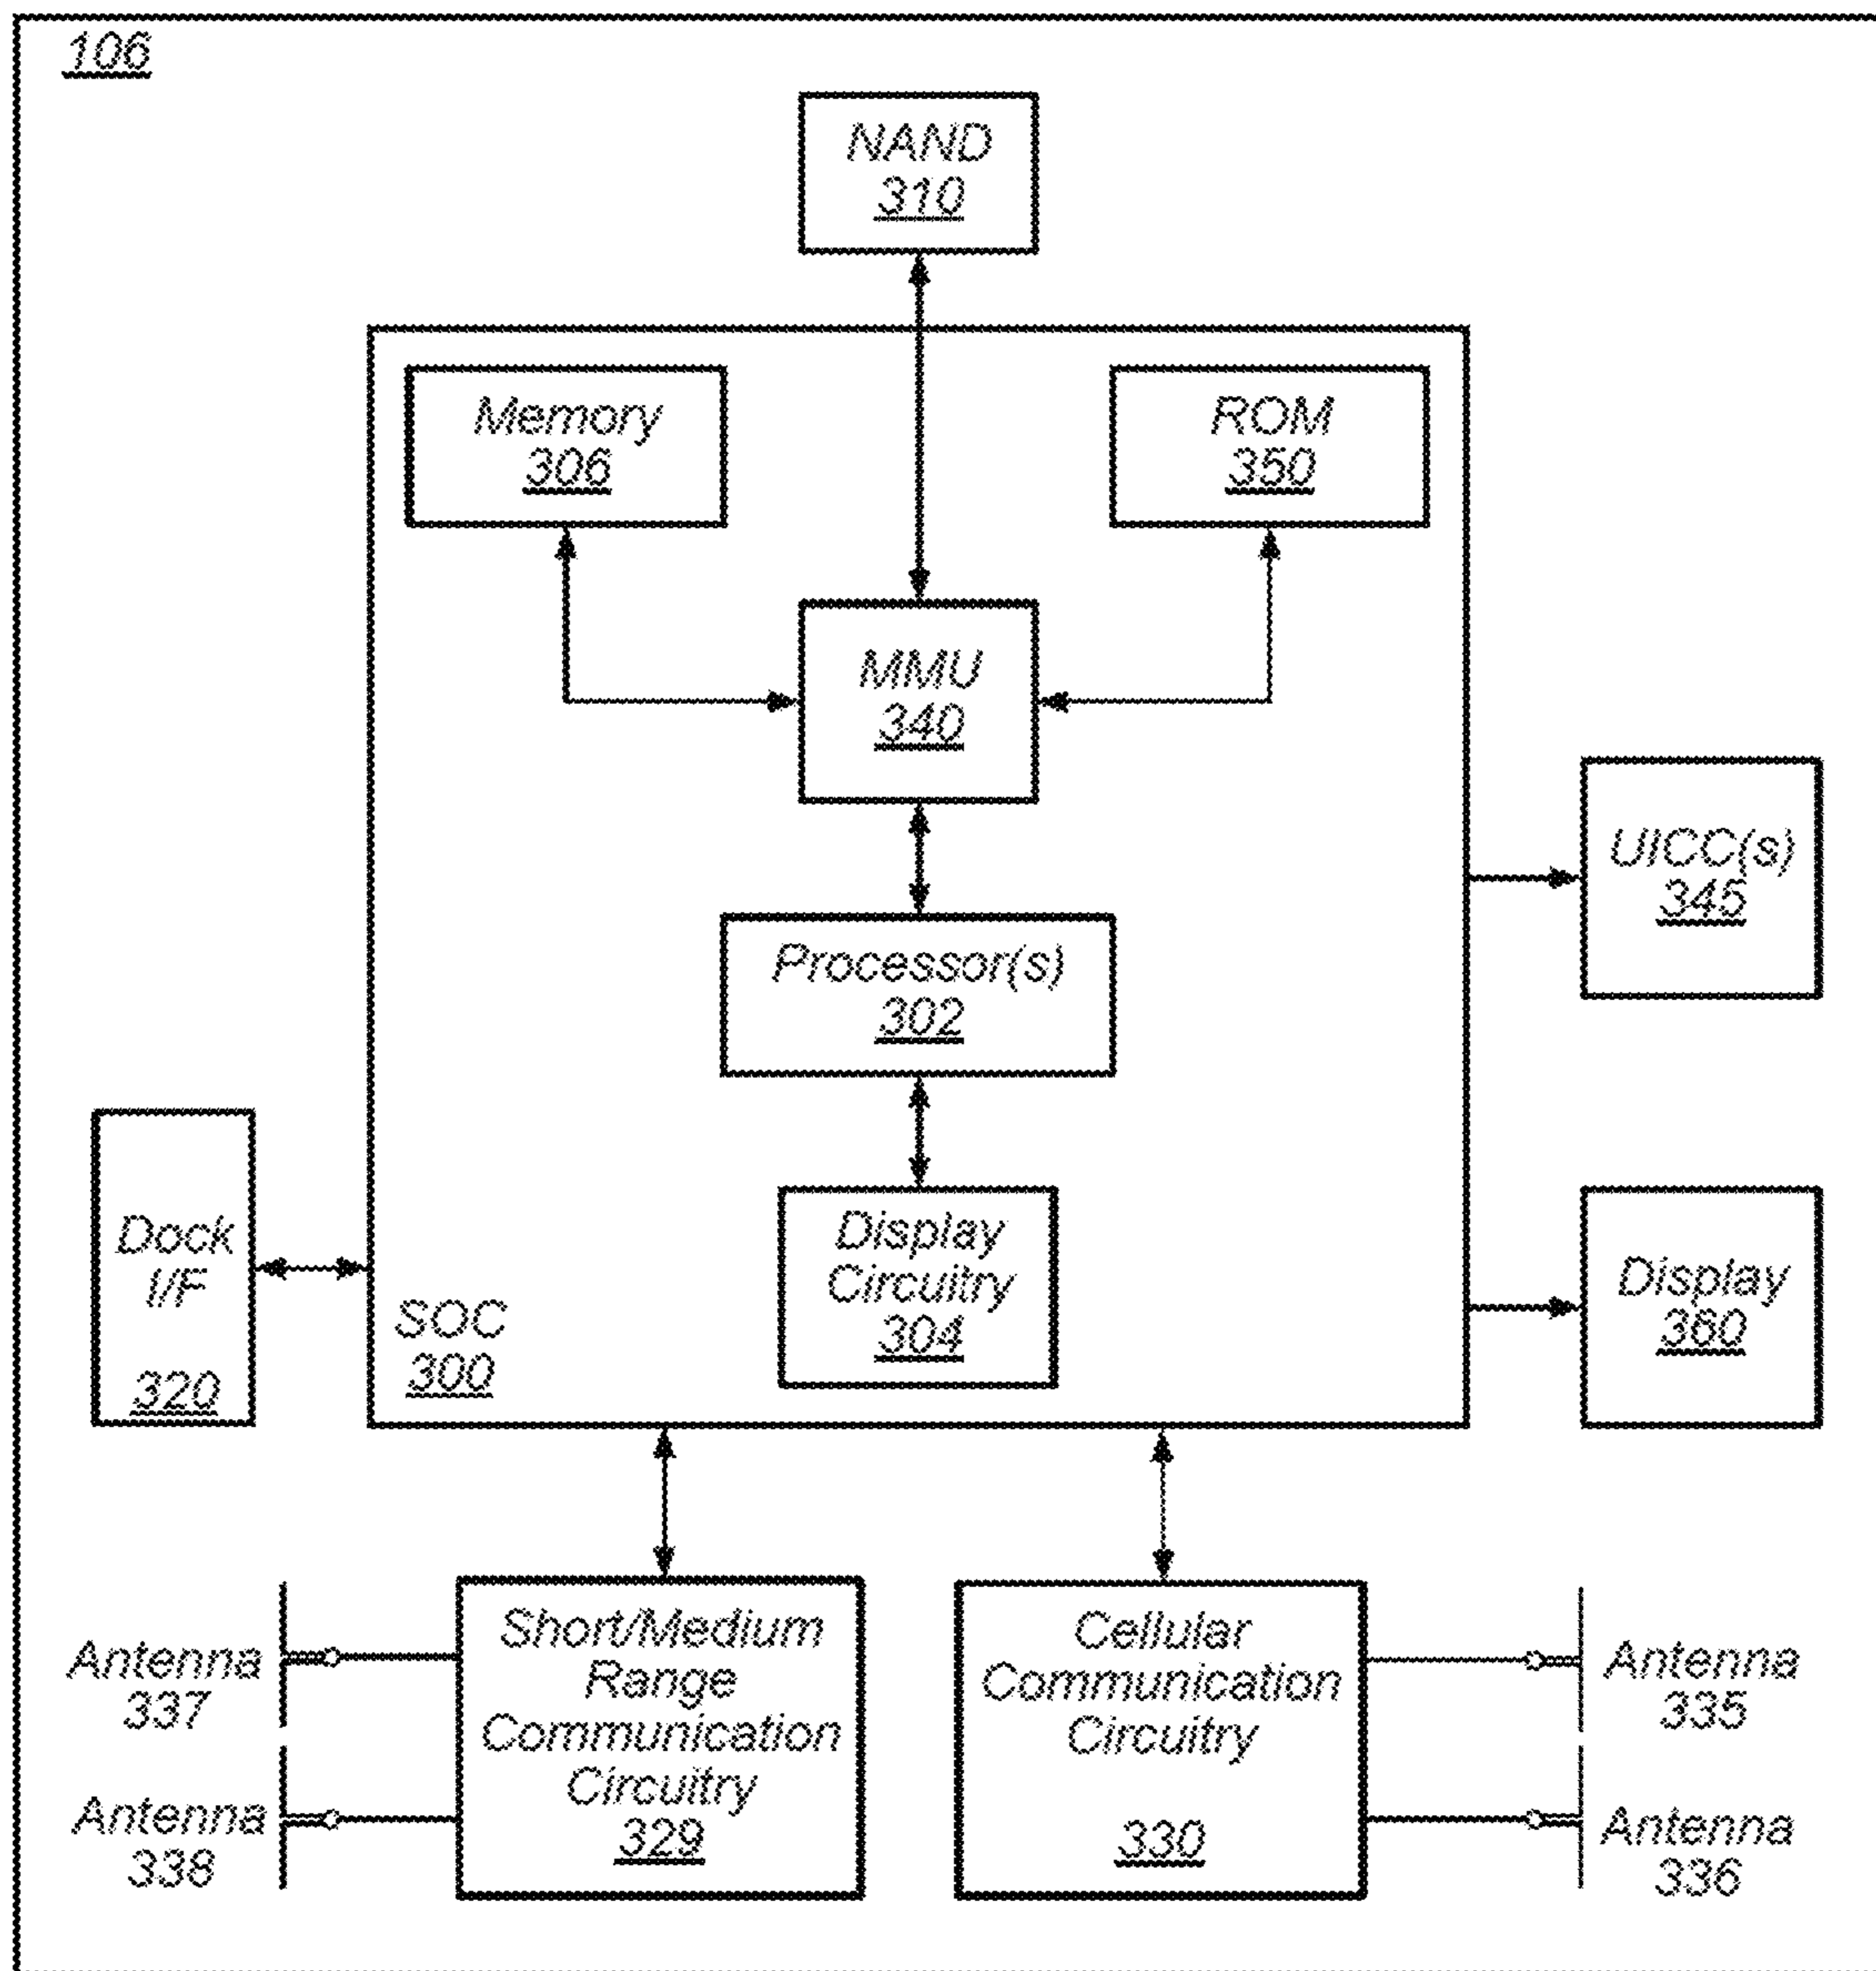 106
NAND
310
Memory
306
ROM
350
MMU
340
UICC(s)
345
Processor(s)
302
Dock
I/F
320
Display
Circuitry
304
SOC
300
Display
360
Short/Medium
Range
Communication
Circuitry
329
Cellular
Communication
Circuitry
330
Antenna
337
Antenna
338
Antenna
335
Antenna
336